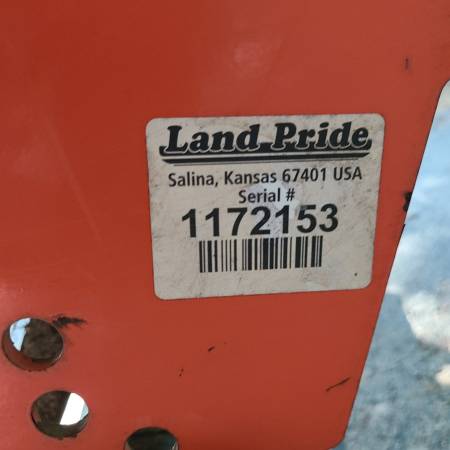 Land Pride
Salina, Kansas 67401 USA
Serial #
1172153